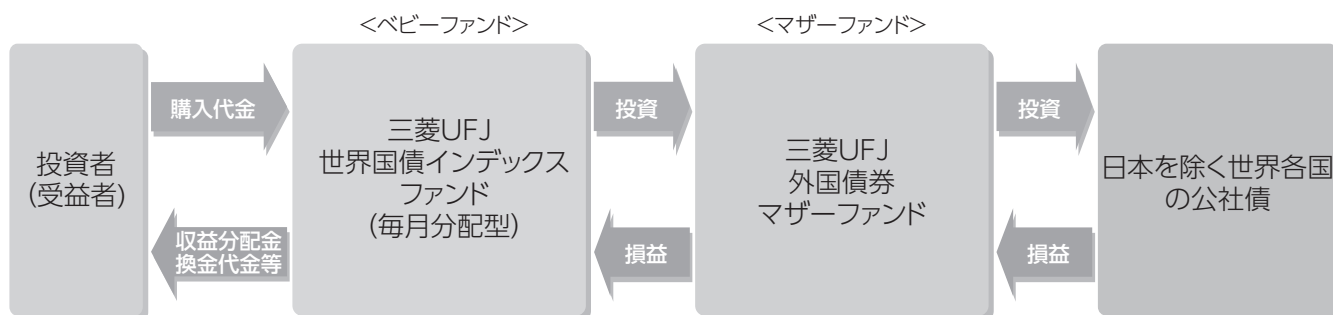 <ベビーファンド>
<マザーファンド>
投資者
(受益者)
購入代金
収益分配金
換金代金等
三菱UFJ
世界国債インデックス
ファンド
(毎月分配型)
投資
損益
三菱UFJ
外国債券
マザーファンド
投資
損益
日本を除く世界各国
の公社債